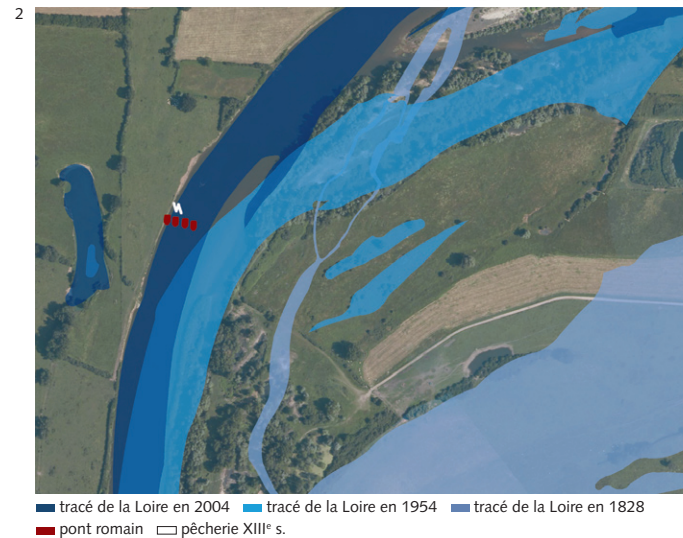 2
tracé de la Loire en 2004 tracé de la Loire en 1954 tracé de la Loire en 1828
pont romain pêcherie XIIIe s.